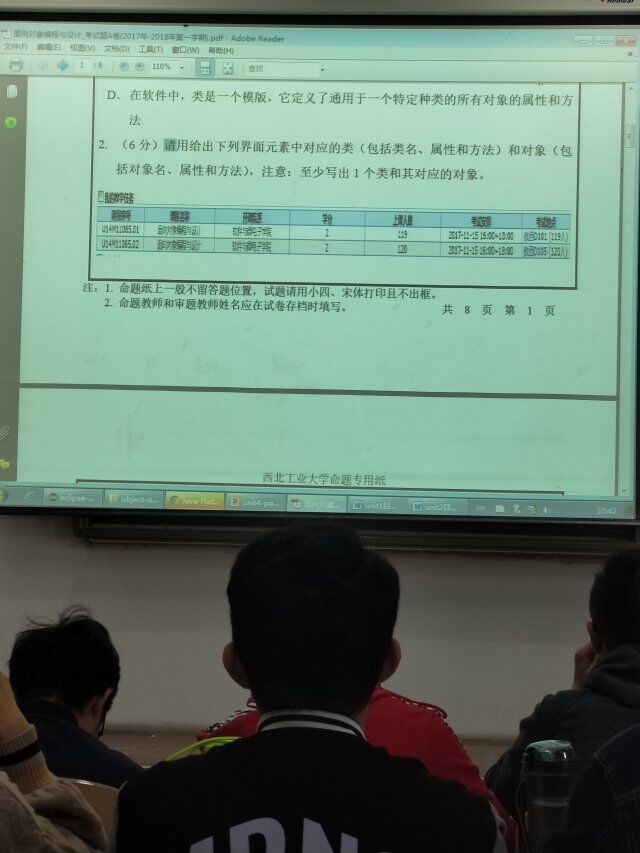 面向对象编程与设计_考试题A卷(2017年-2018年第一学期).pdf - Adobe Reader
文件(F) 编辑(E) 视图(V) 文档(D) 工具(T) 窗口(W) 帮助(H)
1 / 8 110% 查找
D. 在软件中，类是一个模版，它定义了通用于一个特定种类的所有对象的属性和方
法
2. （6 分）请用给出下列界面元素中对应的类（包括类名、属性和方法）和对象（包
括对象名、属性和方法），注意：至少写出 1 个类和其对应的对象。
我的教学任务
课程序号 课程名称 开课院系 学分 上课人数 考试安排 考试地点
U14M11065.01 面向对象编程与设计 软件与微电子学院 2 119 2017-11-15 16:00~18:00 教西D101 (119人)
U14M11065.02 面向对象编程与设计 软件与微电子学院 2 120 2017-11-15 16:00~18:00 教西D105 (120人)
注：1. 命题纸上一般不留答题位置，试题请用小四、宋体打印且不出框。
2. 命题教师和审题教师姓名应在试卷存档时填写。
共 8 页 第 1 页
西北工业大学命题专用纸
eclipse-... object-o... Java Plat... unit4-pa... 面向对象... unit1目... unit2目... 10:42